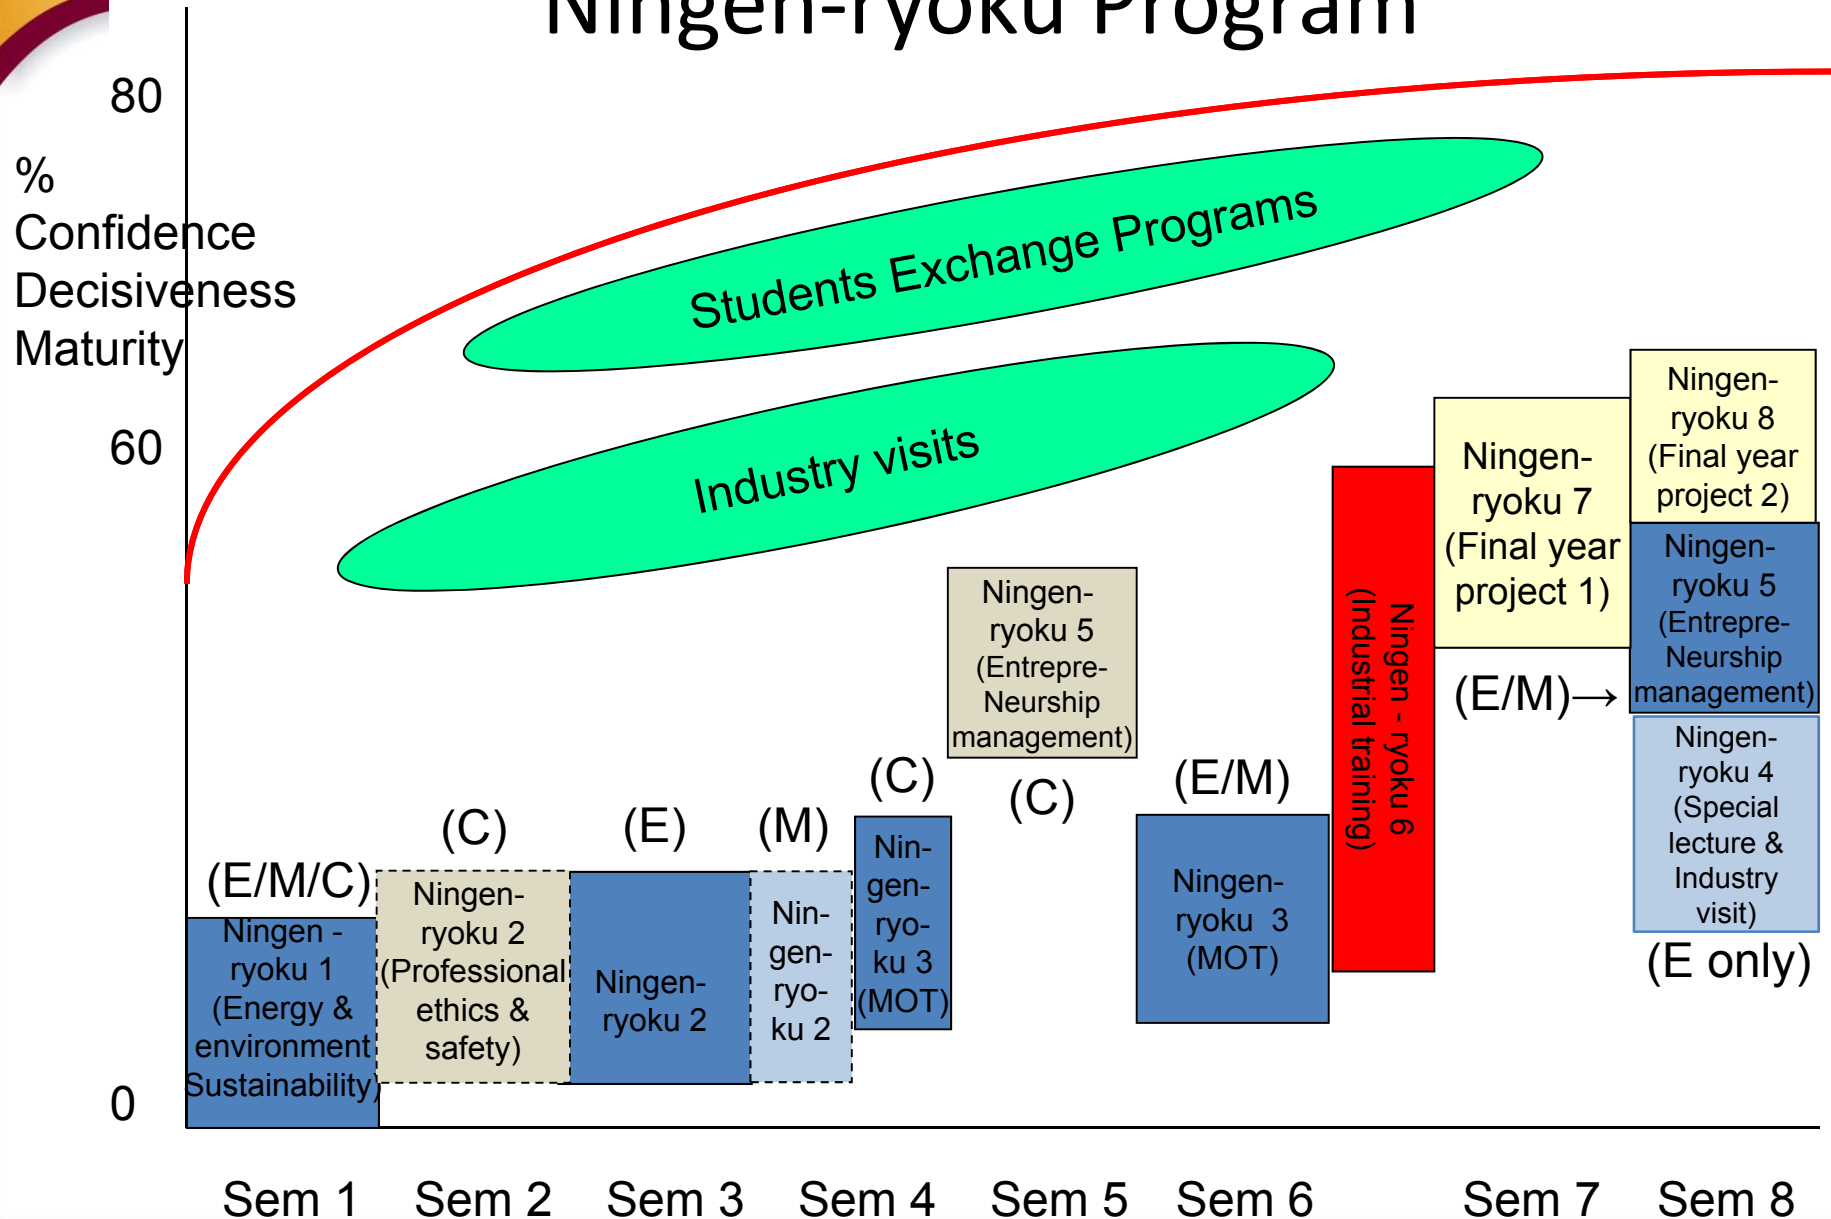 Ningen-ryoku Program
80
%
Confidence
Decisiveness
Maturity
60
0
Students Exchange Programs
Industry visits
(E/M/C)
Ningen -
ryoku 1
(Energy &
environment
Sustainability)
(C)
Ningen-
ryoku 2
(Professional
ethics &
safety)
(E)
Ningen-
ryoku 2
(M)
Nin-
gen-
ryo-
ku 2
(C)
Nin-
gen-
ryo-
ku 3
(MOT)
Ningen-
ryoku 5
(Entrepre-
Neurship
management)
(C)
(E/M)
Ningen-
ryoku 3
(MOT)
Ningen - ryoku 6
(Industrial training)
Ningen-
ryoku 7
(Final year
project 1)
(E/M)→
Ningen-
ryoku 8
(Final year
project 2)
Ningen-
ryoku 5
(Entrepre-
Neurship
management)
Ningen-
ryoku 4
(Special
lecture &
Industry
visit)
(E only)
Sem 1 Sem 2 Sem 3 Sem 4 Sem 5 Sem 6 Sem 7 Sem 8